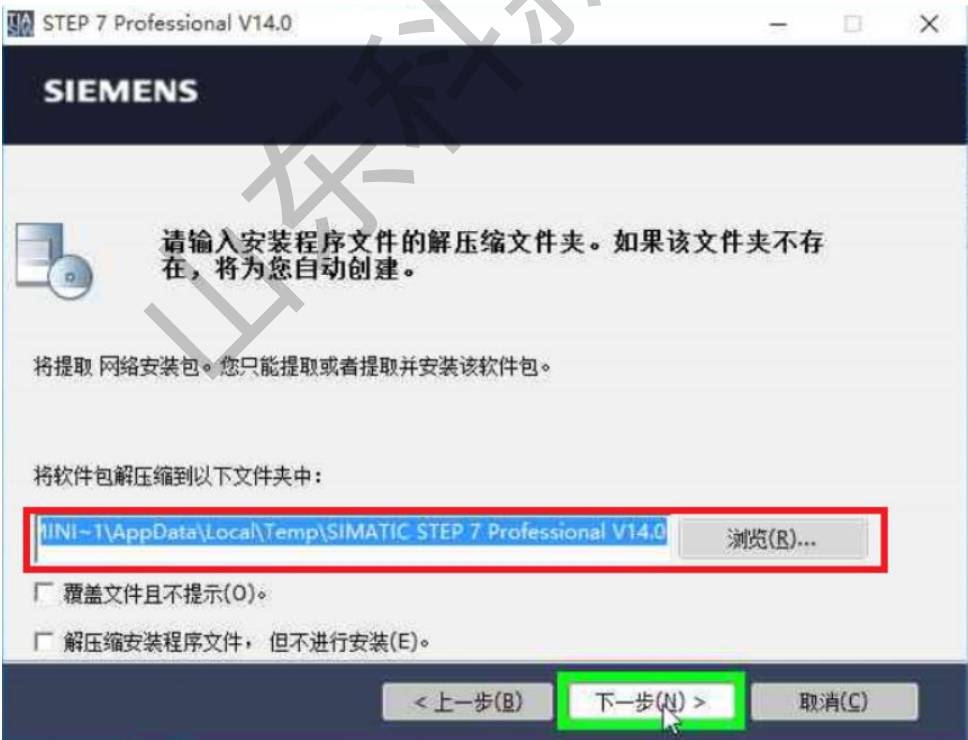 STEP 7 Professional V14.0
SIEMENS
请输入安装程序文件的解压缩文件夹。如果该文件夹不存
在，将为您自动创建。
将提取 网络安装包。您只能提取或者提取并安装该软件包。
将软件包解压缩到以下文件夹中：
MINI~1\AppData\Local\Temp\SIMATIC STEP 7 Professional V14.0
浏览(R)...
覆盖文件且不提示(O)。
解压缩安装程序文件， 但不进行安装(E)。
< 上一步(B)
下一步(N) >
取消(C)
山东科